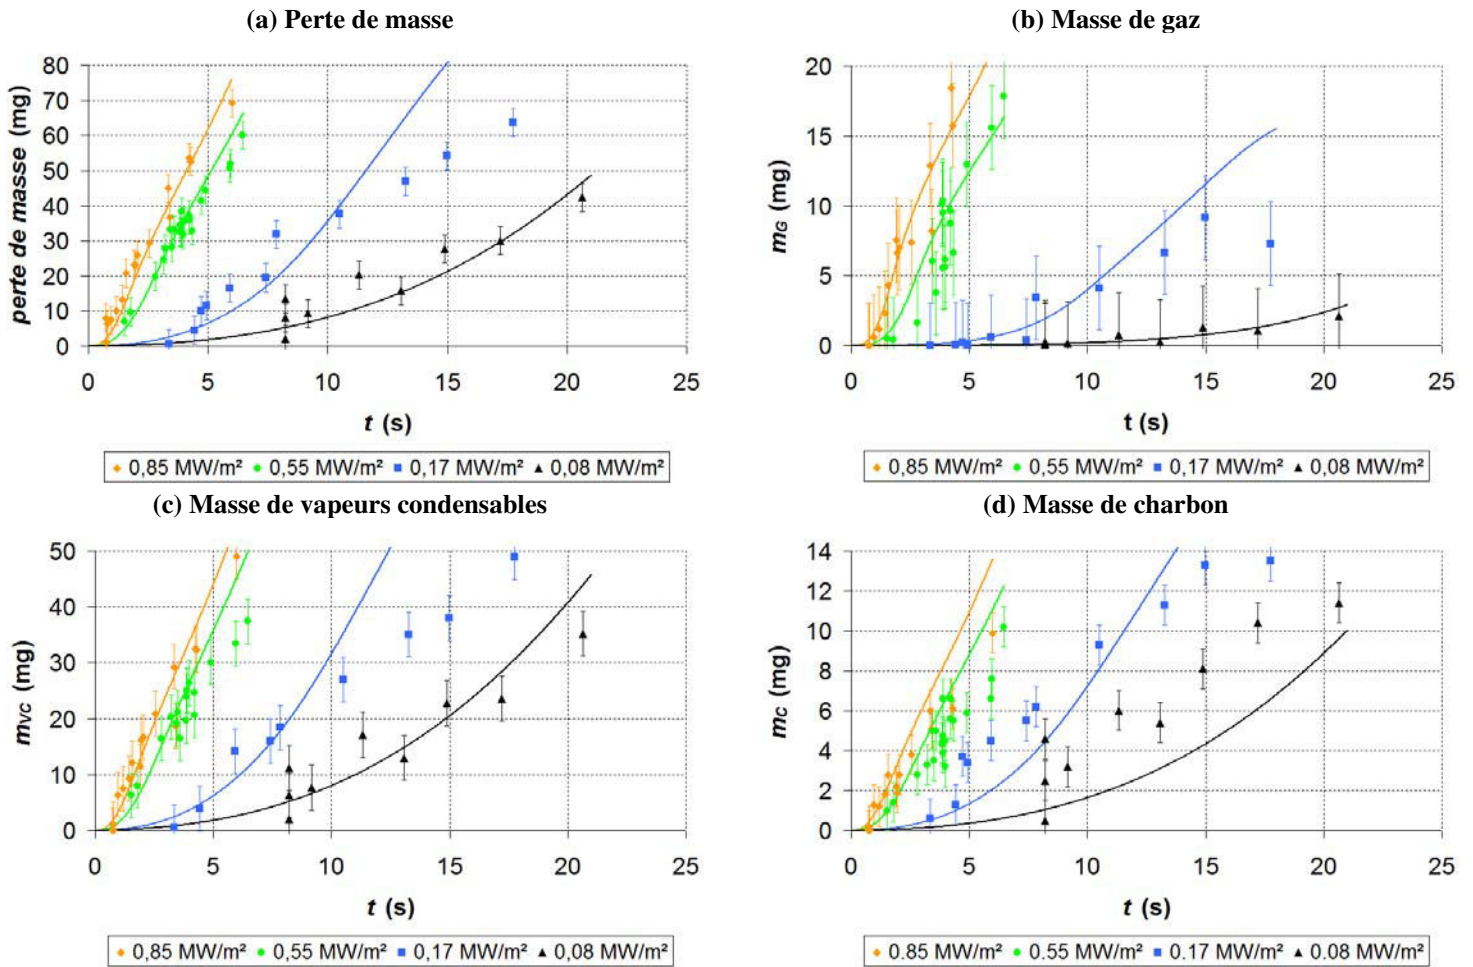 (a) Perte de masse
(b) Masse de gaz
perte de masse (mg)
80
70
60
50
40
30
20
10
0
0 5 10 15 20 25
t (s)
0,85 MW/m² 0,55 MW/m² 0,17 MW/m² 0,08 MW/m²
mG (mg)
20
15
10
5
0
0 5 10 15 20 25
t (s)
0,85 MW/m² 0,55 MW/m² 0,17 MW/m² 0,08 MW/m²
(c) Masse de vapeurs condensables
(d) Masse de charbon
mVC (mg)
50
40
30
20
10
0
0 5 10 15 20 25
t (s)
0,85 MW/m² 0,55 MW/m² 0,17 MW/m² 0,08 MW/m²
mC (mg)
14
12
10
8
6
4
2
0
0 5 10 15 20 25
t (s)
0.85 MW/m² 0.55 MW/m² 0.17 MW/m² 0.08 MW/m²